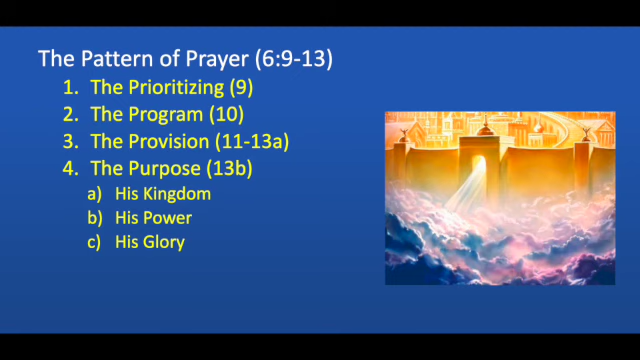 The Pattern of Prayer (6:9-13)
1. The Prioritizing (9)
2. The Program (10)
3. The Provision (11-13a)
4. The Purpose (13b)
a) His Kingdom
b) His Power
c) His Glory